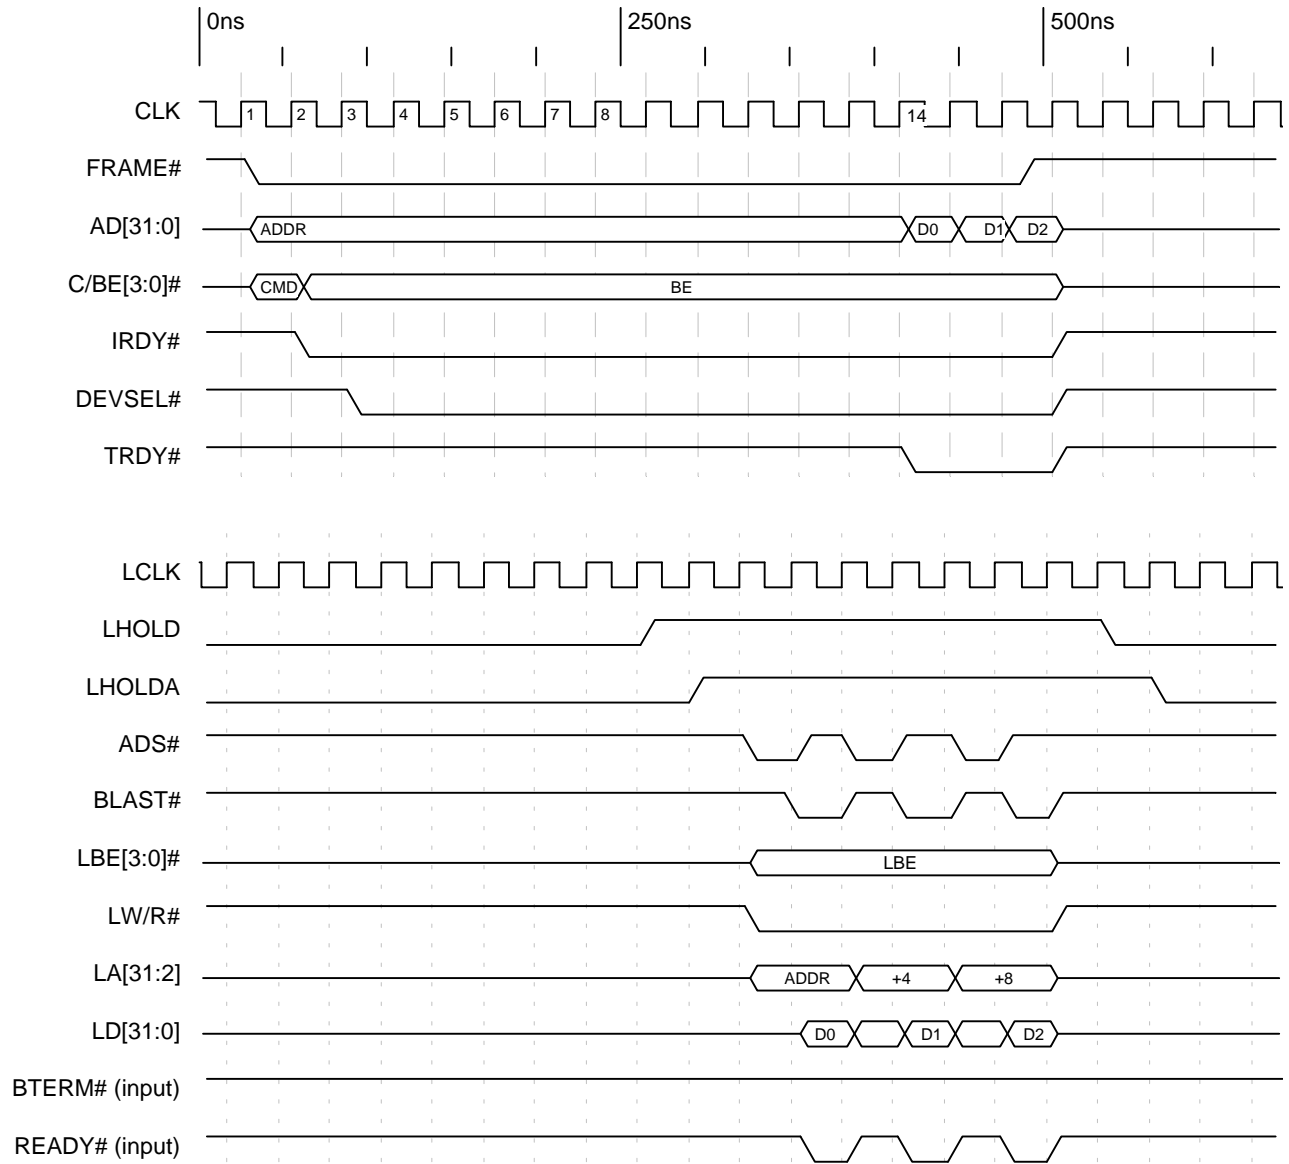 0ns 250ns 500ns
CLK 1 2 3 4 5 6 7 8 14
FRAME#
AD[31:0] ADDR D0 D1 D2
C/BE[3:0]# CMD BE
IRDY#
DEVSEL#
TRDY#
LCLK
LHOLD
LHOLDA
ADS#
BLAST#
LBE[3:0]# LBE
LW/R#
LA[31:2] ADDR +4 +8
LD[31:0] D0 D1 D2
BTERM# (input)
READY# (input)